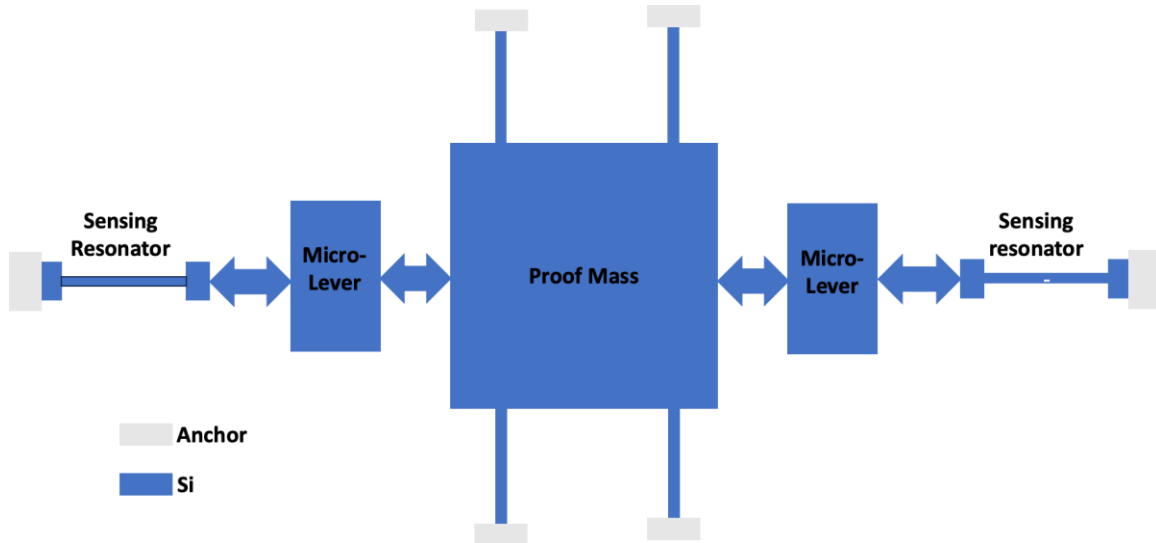 Sensing
Resonator
Micro-
Lever
Proof Mass
Micro-
Lever
Sensing
resonator
Anchor
Si